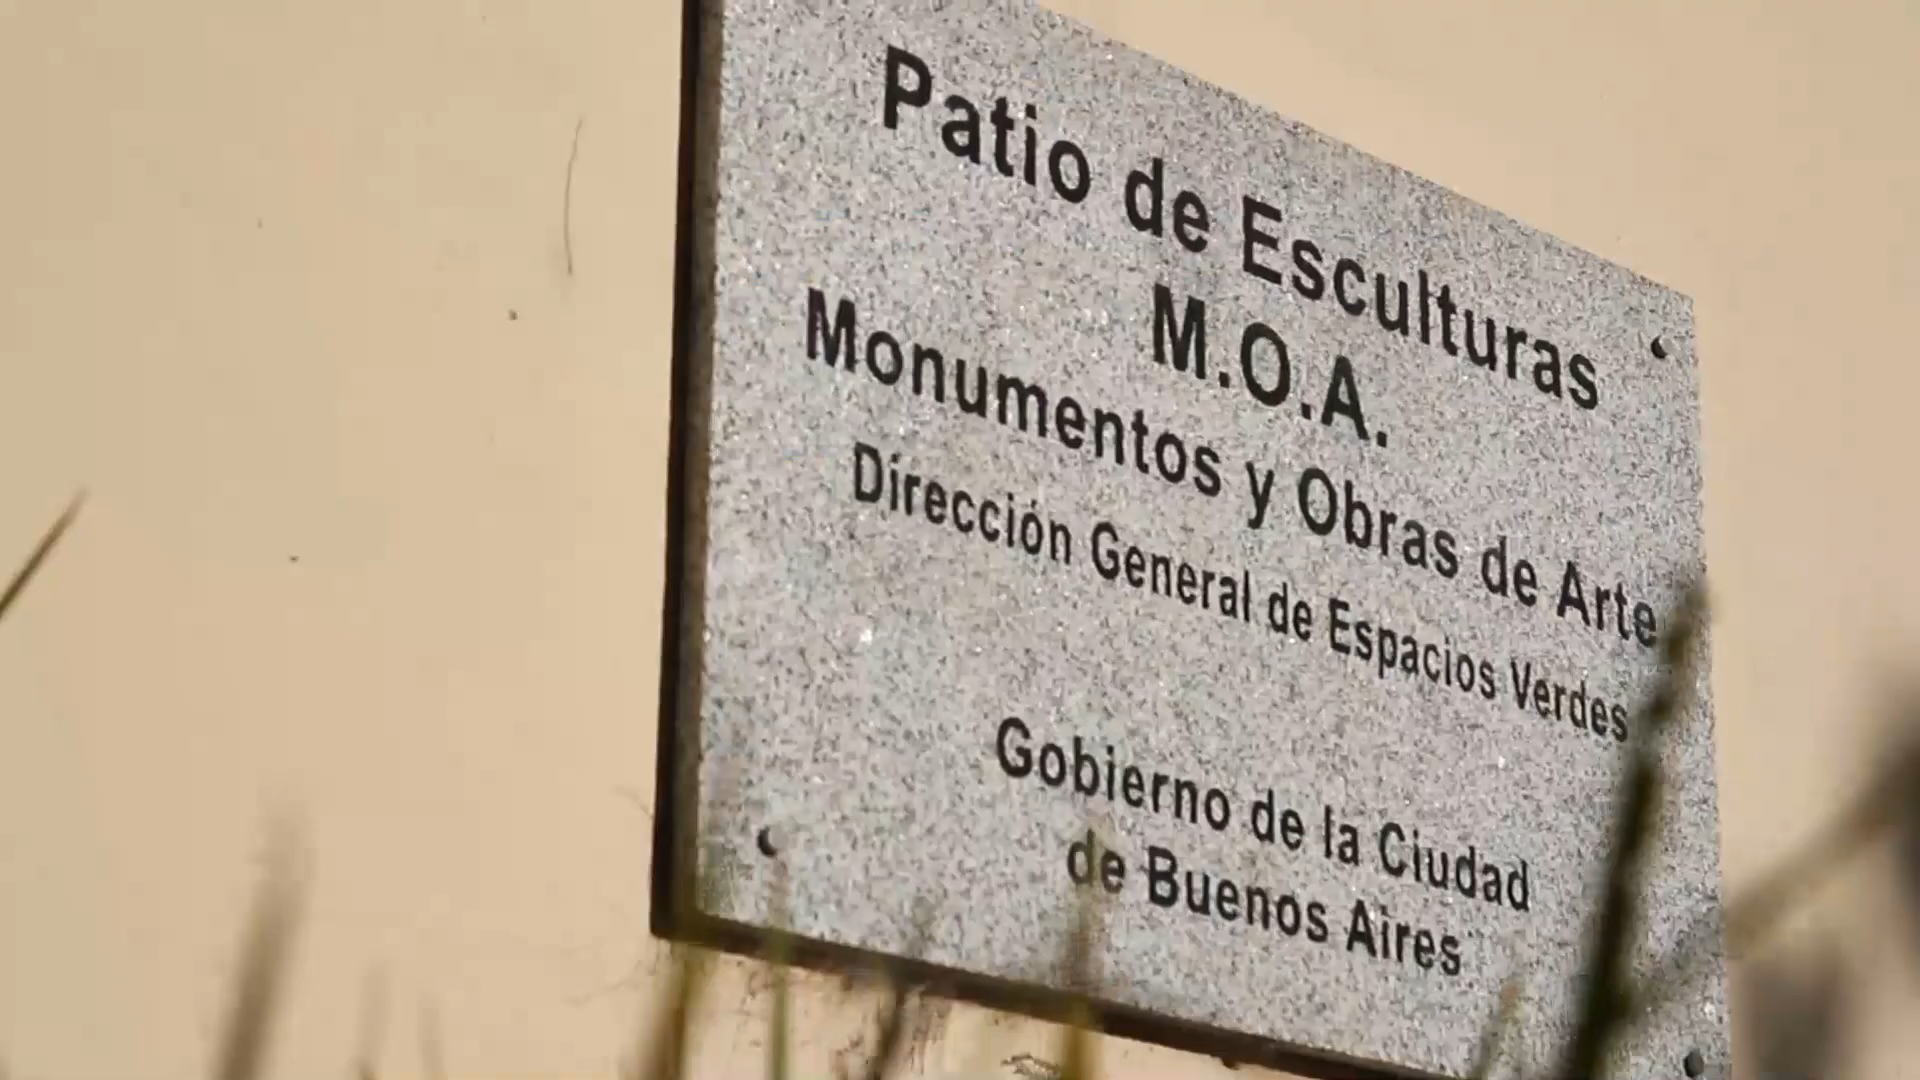 Patio de Esculturas
M.O.A.
Monumentos y Obras de Arte
Dirección General de Espacios Verdes
Gobierno de la Ciudad
de Buenos Aires